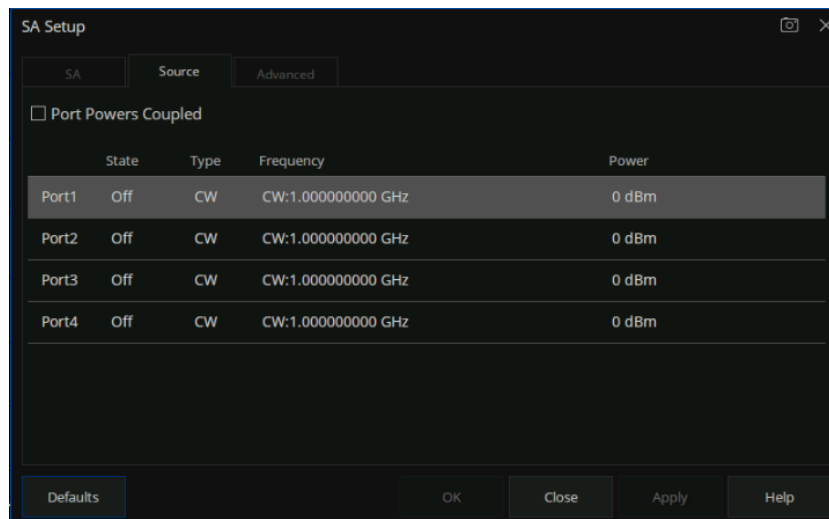 SA Setup
SA Source Advanced
Port Powers Coupled
State Type Frequency Power
Port1 Off CW CW:1.000000000 GHz 0 dBm
Port2 Off CW CW:1.000000000 GHz 0 dBm
Port3 Off CW CW:1.000000000 GHz 0 dBm
Port4 Off CW CW:1.000000000 GHz 0 dBm
Defaults OK Close Apply Help